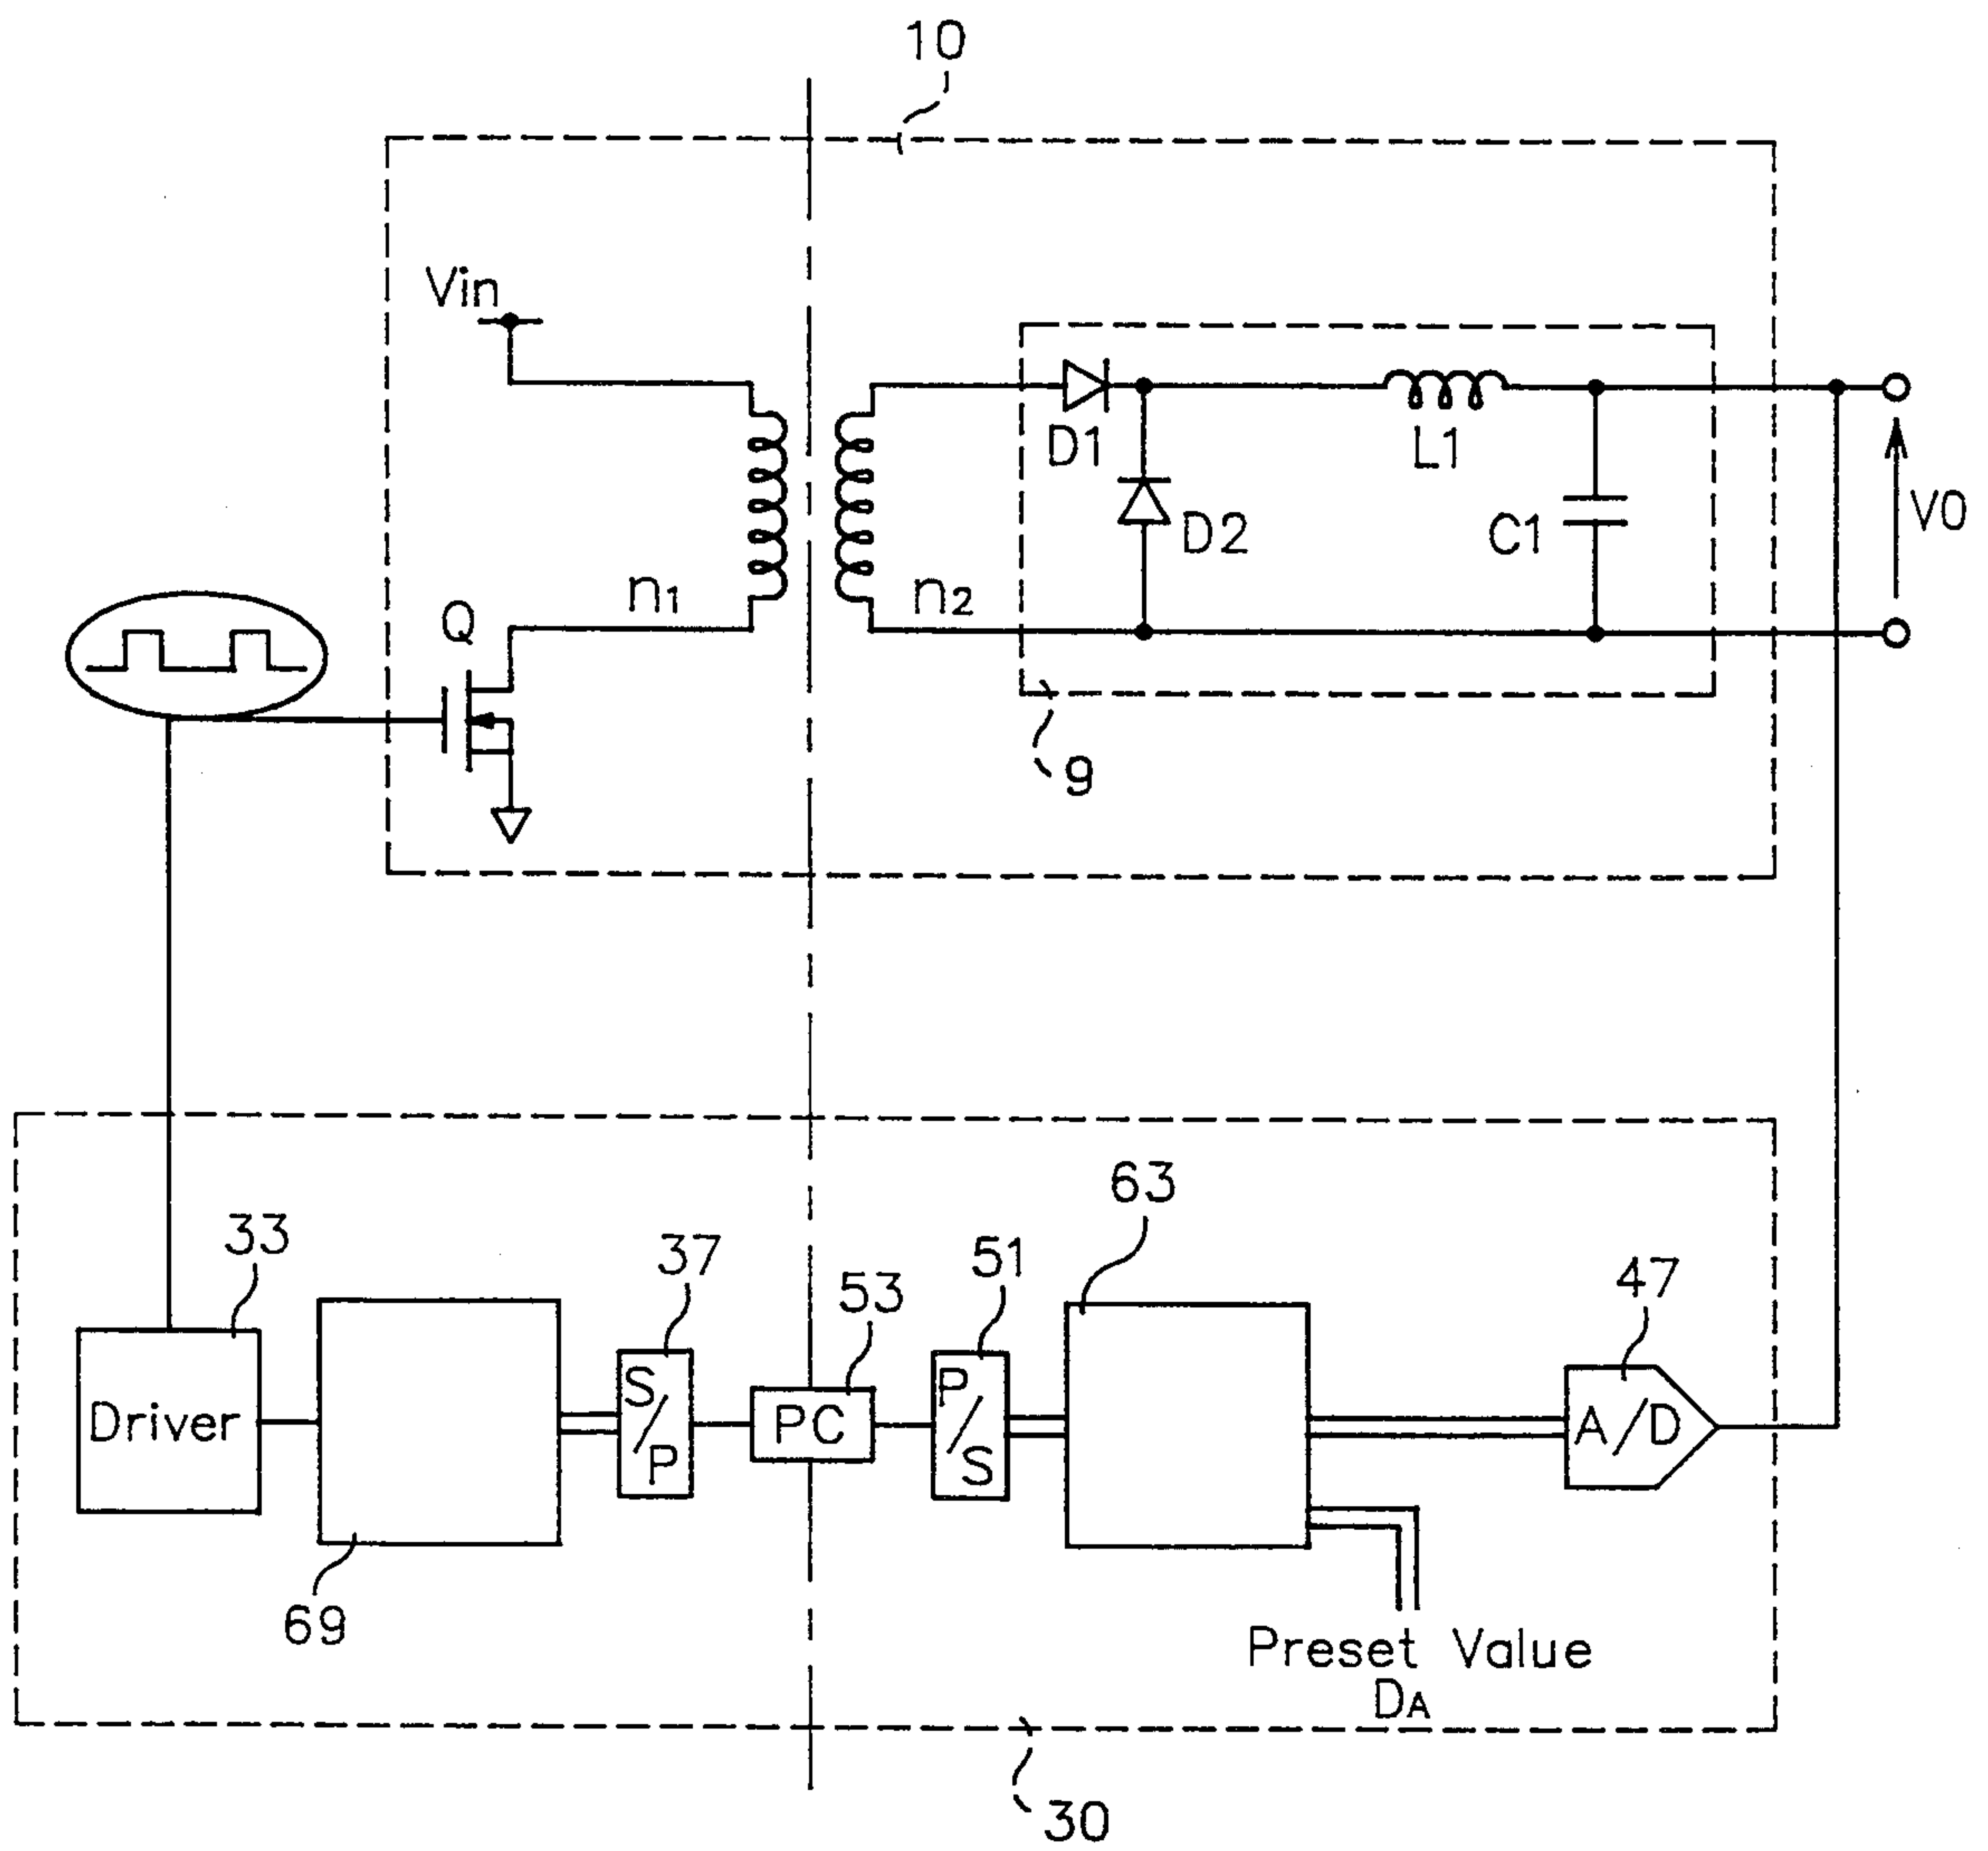 10
Vin
D1
L1
D2
C1
V0
n1
n2
Q
9
63
33
37
51
53
47
Driver
S/P
PC
P/S
A/D
69
Preset Value
DA
30